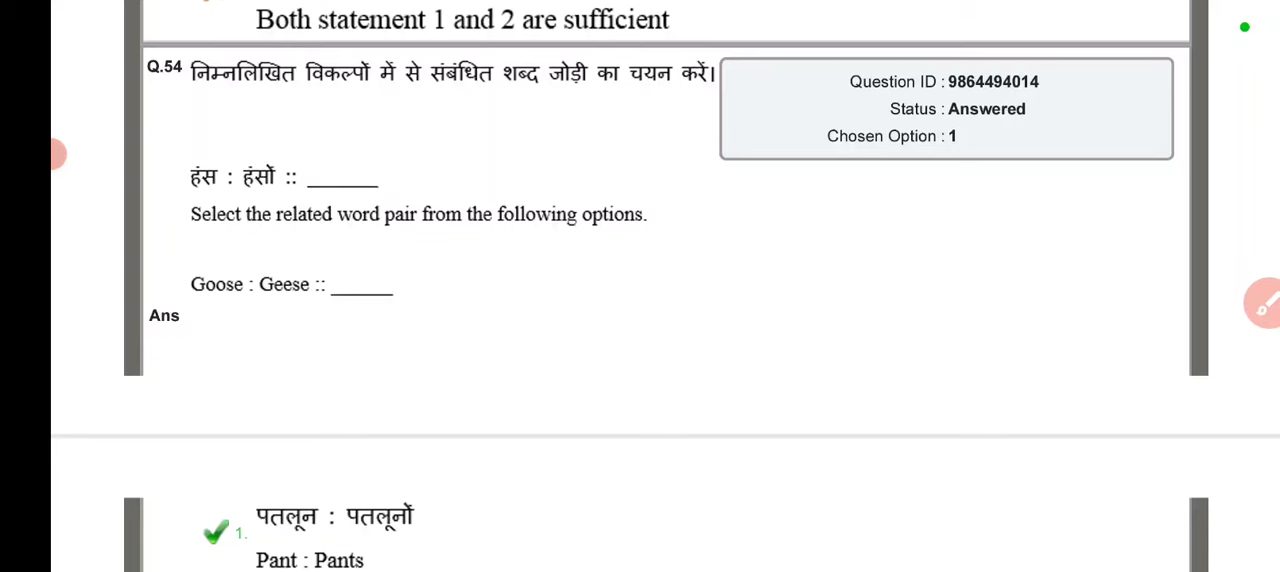 Both statement 1 and 2 are sufficient
Q.54 निम्नलिखित विकल्पों में से संबंधित शब्द जोड़ी का चयन करें।
Question ID : 9864494014
Status : Answered
Chosen Option : 1
हंस : हंसों :: ______
Select the related word pair from the following options.
Goose : Geese :: ______
Ans
1. पतलून : पतलूनों
Pant : Pants